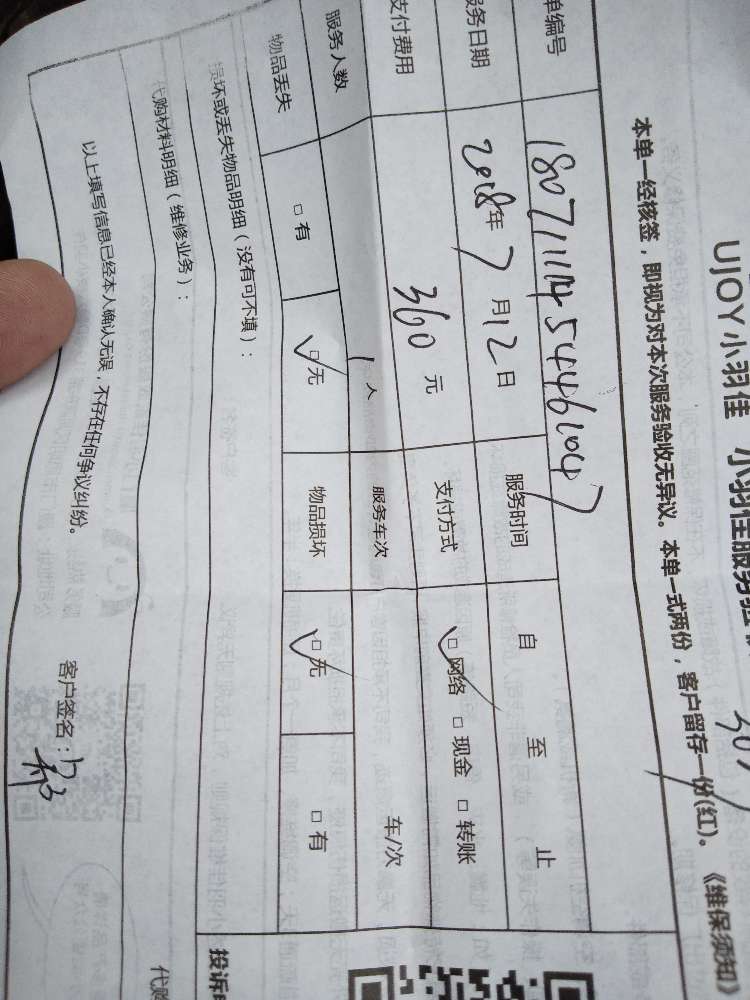 UJOY小羽佳 小羽佳服务
本单一经核签，即视为对本次服务验收无异议。本单一式两份，客户留存一份(红)。《维保须知》
单编号
服务日期 2018年7月12日 服务时间 自 至 止
支付费用 360元 支付方式 ☑网络 □现金 □转账
服务人数 1人 服务车次 车/次
物品丢失 □有 ☑无 物品损坏 ☑无 □有
损坏或丢失物品明细（没有可不填）： 投诉
代购材料明细（维修业务）： 代购
以上填写信息已经本人确认无误，不存在任何争议纠纷。 客户签名：